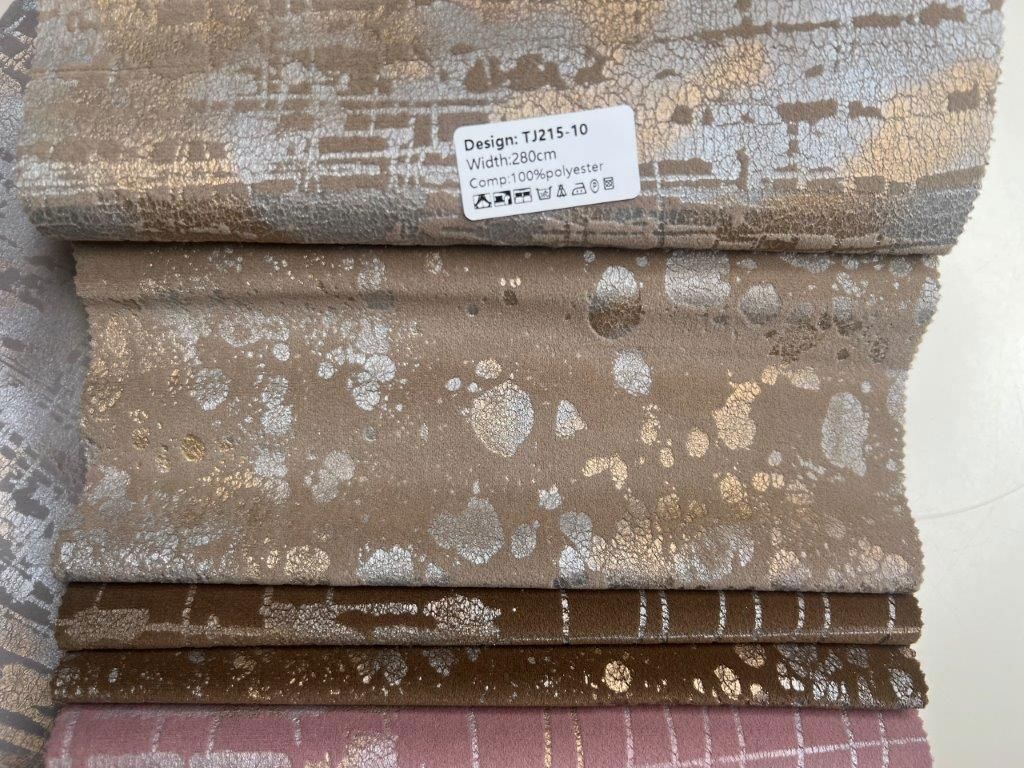 Design: TJ215-10
Width:280cm
Comp:100%polyester